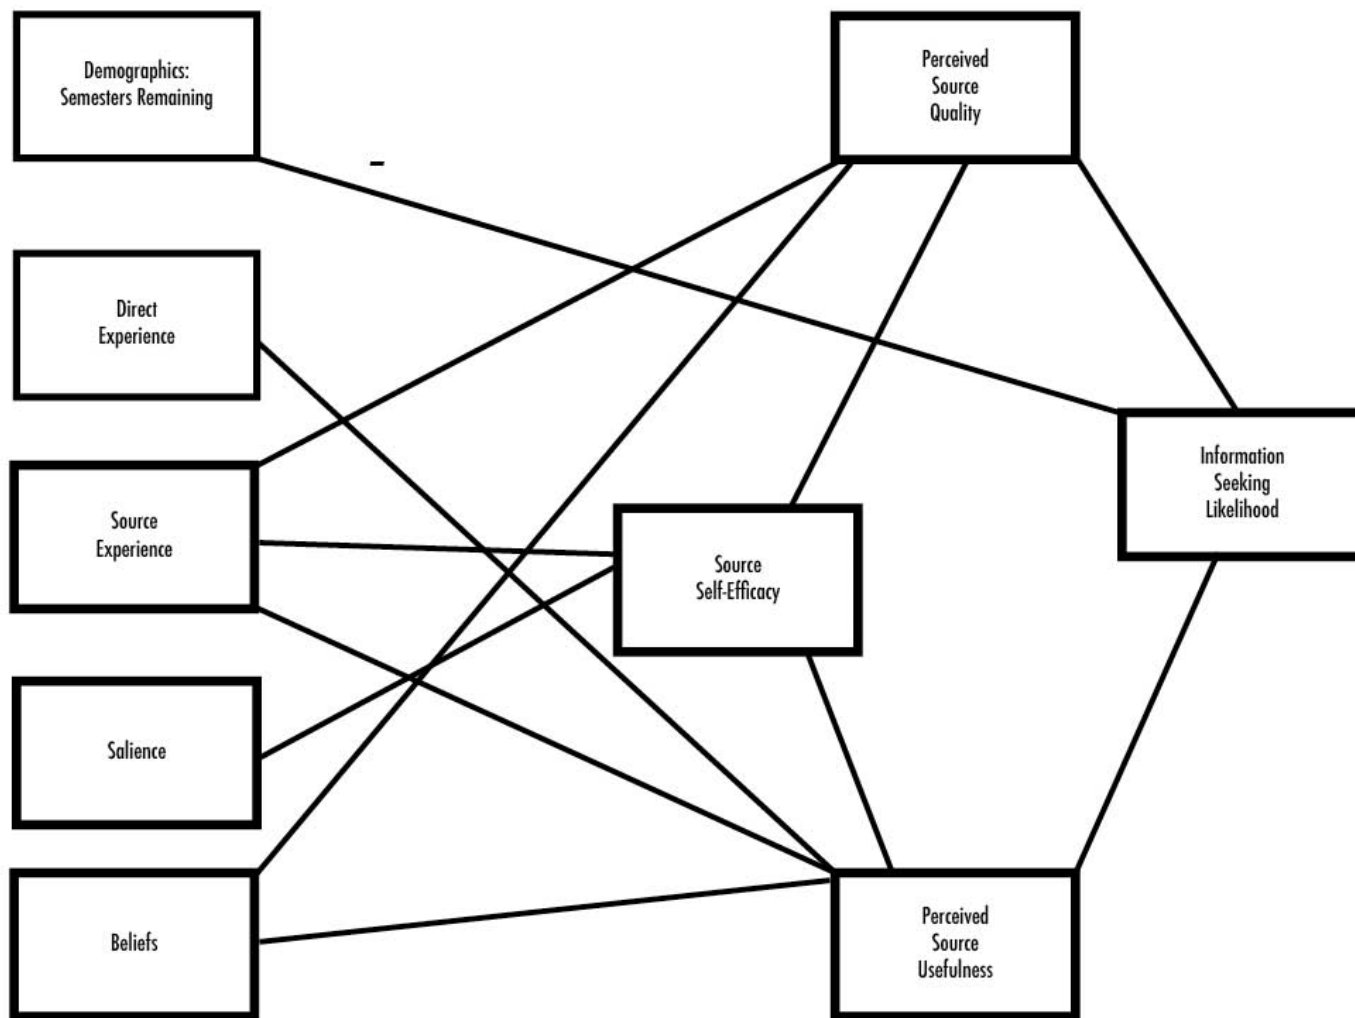 Demographics:
Semesters Remaining
Perceived
Source
Quality
-
Direct
Experience
Information
Seeking
Likelihood
Source
Experience
Source
Self-Efficacy
Salience
Beliefs
Perceived
Source
Usefulness